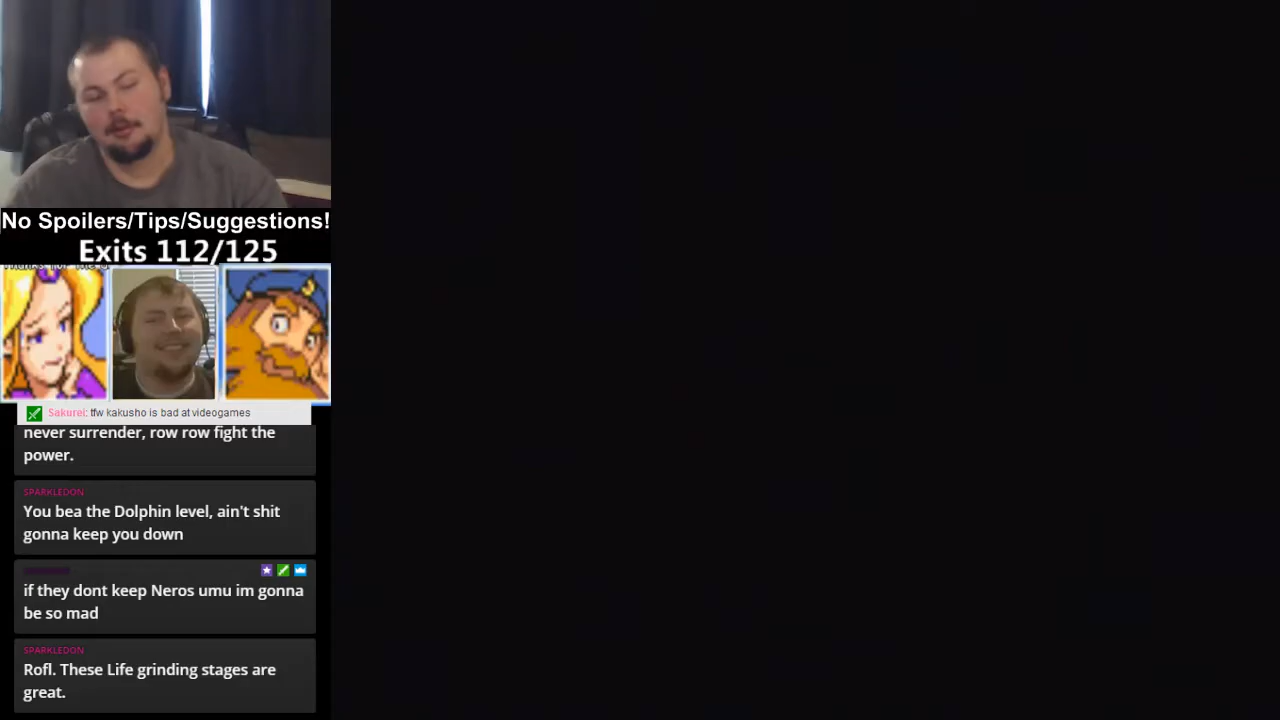 No Spoilers/Tips/Suggestions!
Exits 112/125
Sakurei: tfw kakusho is bad at videogames
never surrender, row row fight the
power.
SPARKLEDON
You bea the Dolphin level, ain't shit
gonna keep you down
if they dont keep Neros umu im gonna
be so mad
SPARKLEDON
Rofl. These Life grinding stages are
great.